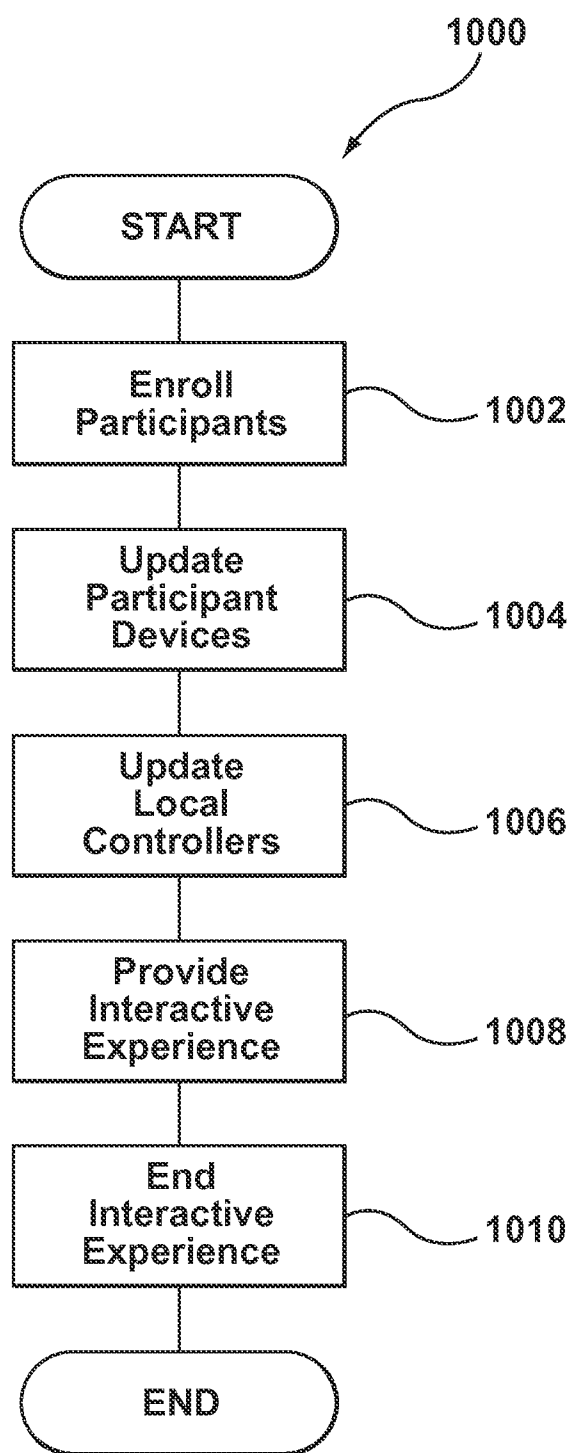 1000
START
Enroll
Participants
1002
Update
Participant
Devices
1004
Update
Local
Controllers
1006
Provide
Interactive
Experience
1008
End
Interactive
Experience
1010
END